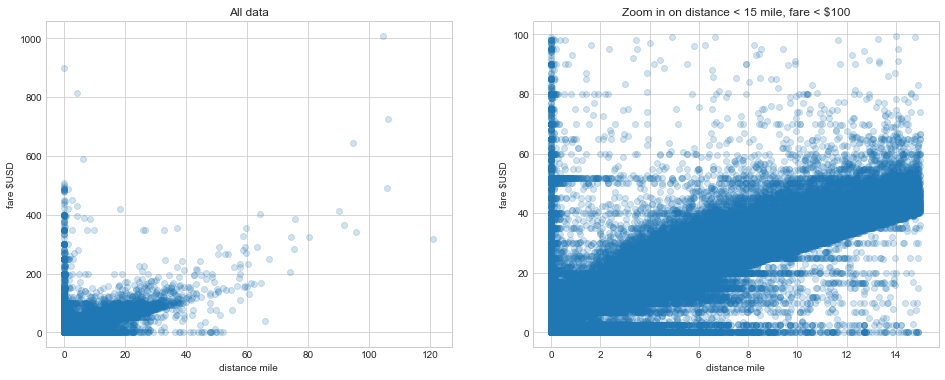 All data
1000
800
600
400
200
0
fare $USD
0 20 40 60 80 100 120
distance mile
Zoom in on distance < 15 mile, fare < $100
100
80
60
40
20
0
fare $USD
0 2 4 6 8 10 12 14
distance mile